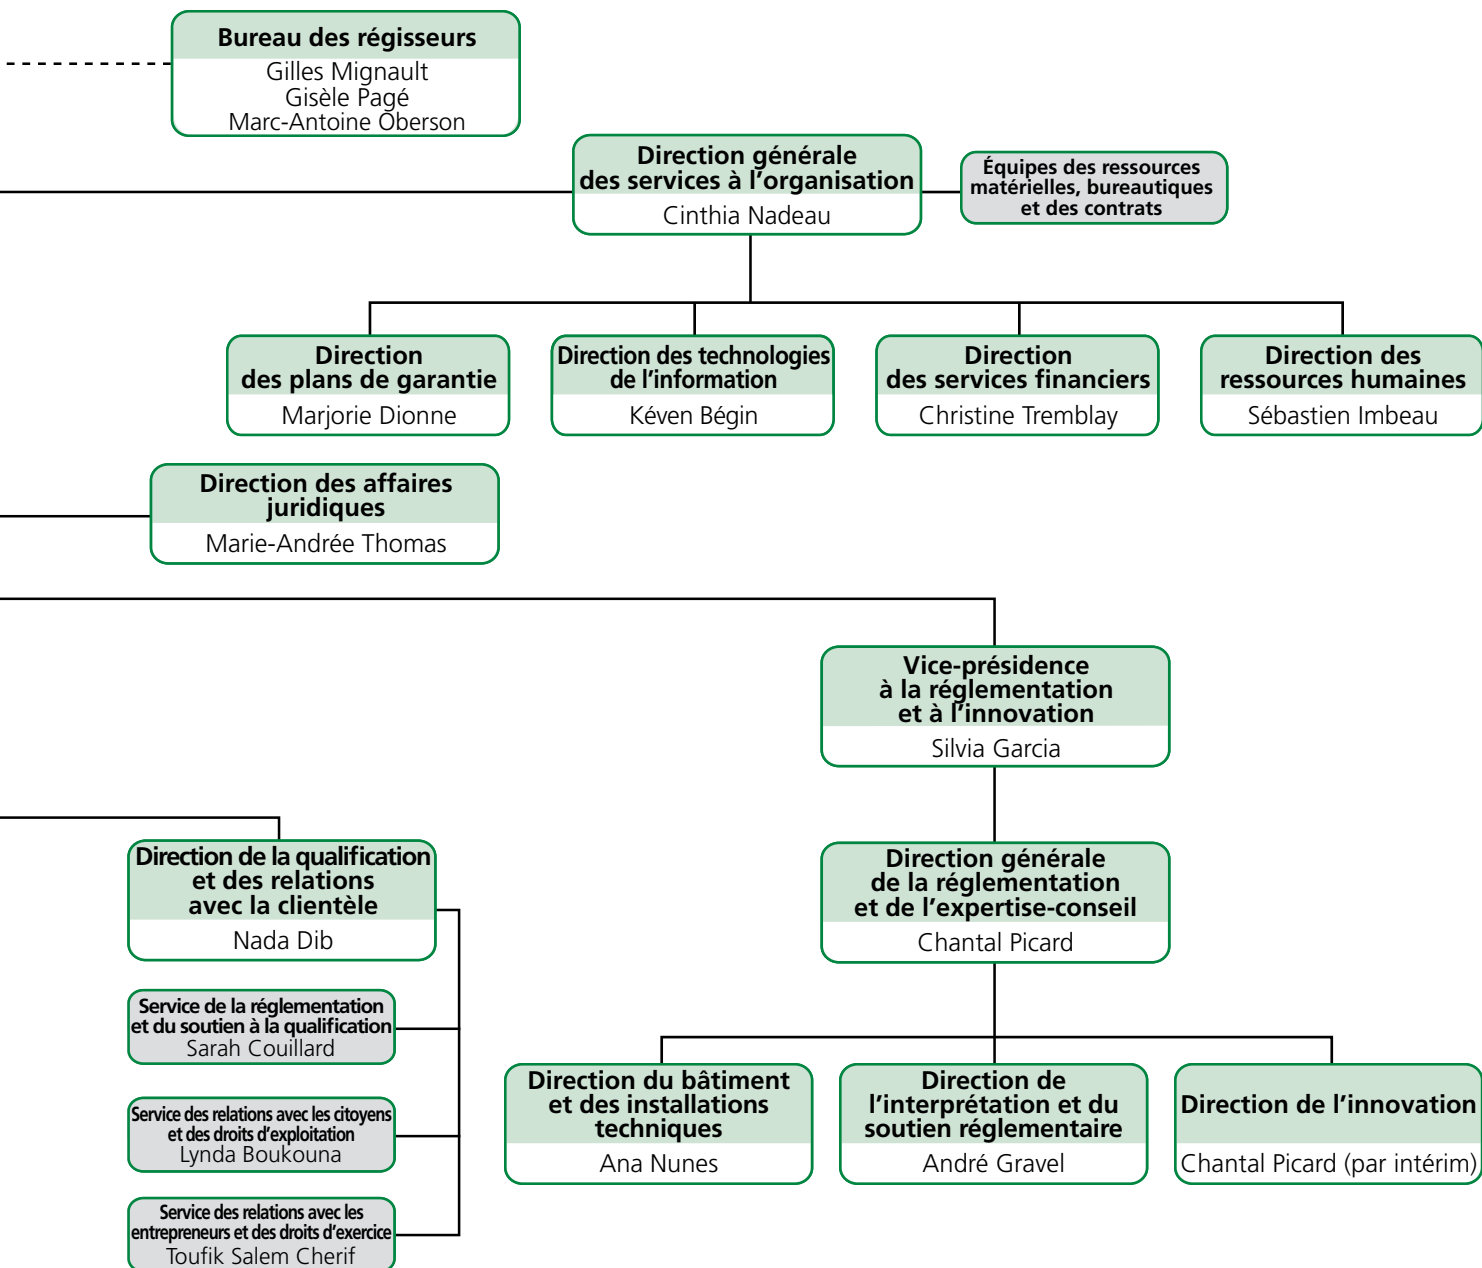 Bureau des régisseurs
Gilles Mignault
Gisèle Pagé
Marc-Antoine Oberson
Direction générale
des services à l'organisation
Cinthia Nadeau
Équipes des ressources
matérielles, bureautiques
et des contrats
Direction
des plans de garantie
Marjorie Dionne
Direction des technologies
de l'information
Kéven Bégin
Direction
des services financiers
Christine Tremblay
Direction des
ressources humaines
Sébastien Imbeau
Direction des affaires
juridiques
Marie-Andrée Thomas
Vice-présidence
à la réglementation
et à l'innovation
Silvia Garcia
Direction de la qualification
et des relations
avec la clientèle
Nada Dib
Direction générale
de la réglementation
et de l'expertise-conseil
Chantal Picard
Service de la réglementation
et du soutien à la qualification
Sarah Couillard
Service des relations avec les citoyens
et des droits d'exploitation
Lynda Boukouna
Service des relations avec les
entrepreneurs et des droits d'exercice
Toufik Salem Cherif
Direction du bâtiment
et des installations
techniques
Ana Nunes
Direction de
l'interprétation et du
soutien réglementaire
André Gravel
Direction de l'innovation
Chantal Picard (par intérim)